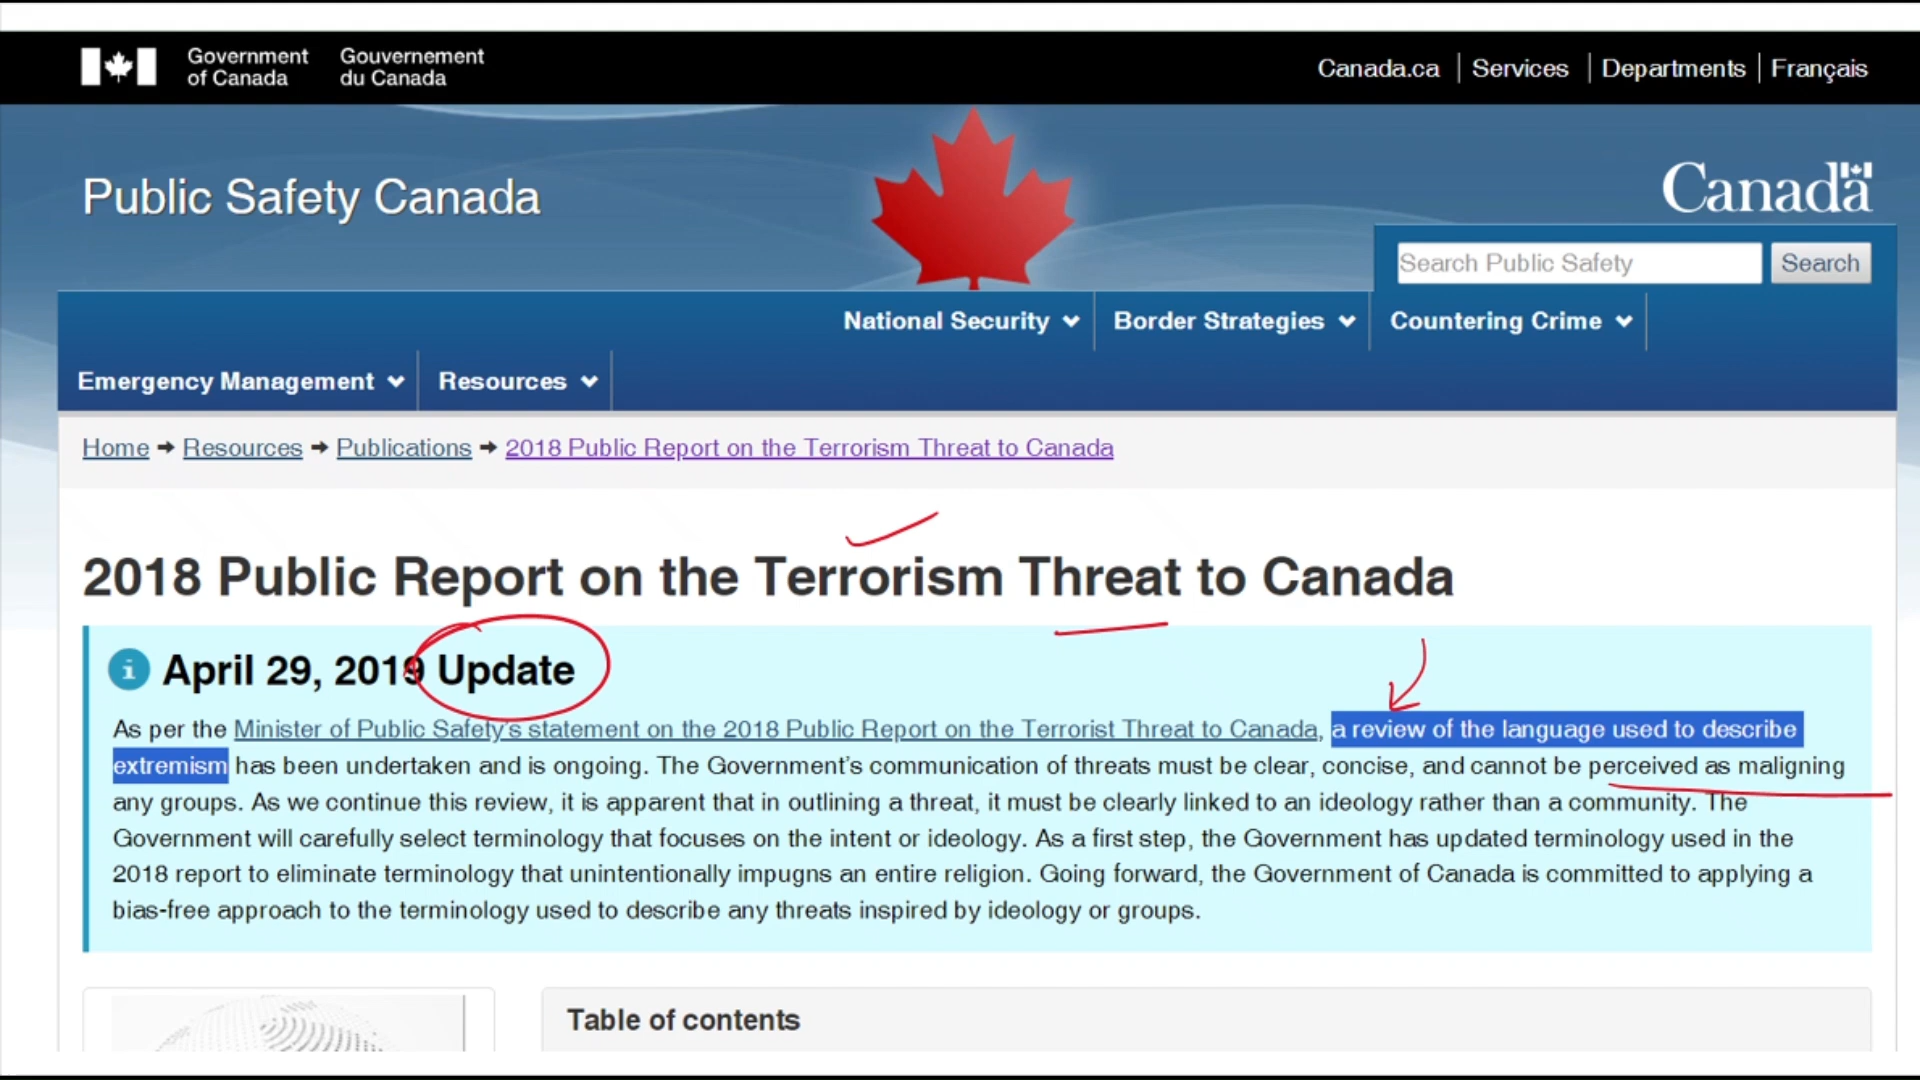 Government of Canada
Gouvernement du Canada
Canada.ca
Services
Departments
Français
Public Safety Canada
Canada
Search Public Safety
Search
National Security
Border Strategies
Countering Crime
Emergency Management
Resources
Home → Resources → Publications → 2018 Public Report on the Terrorism Threat to Canada
2018 Public Report on the Terrorism Threat to Canada
April 29, 2019 Update
As per the Minister of Public Safety's statement on the 2018 Public Report on the Terrorist Threat to Canada, a review of the language used to describe
extremism has been undertaken and is ongoing. The Government's communication of threats must be clear, concise, and cannot be perceived as maligning
any groups. As we continue this review, it is apparent that in outlining a threat, it must be clearly linked to an ideology rather than a community. The
Government will carefully select terminology that focuses on the intent or ideology. As a first step, the Government has updated terminology used in the
2018 report to eliminate terminology that unintentionally impugns an entire religion. Going forward, the Government of Canada is committed to applying a
bias-free approach to the terminology used to describe any threats inspired by ideology or groups.
Table of contents